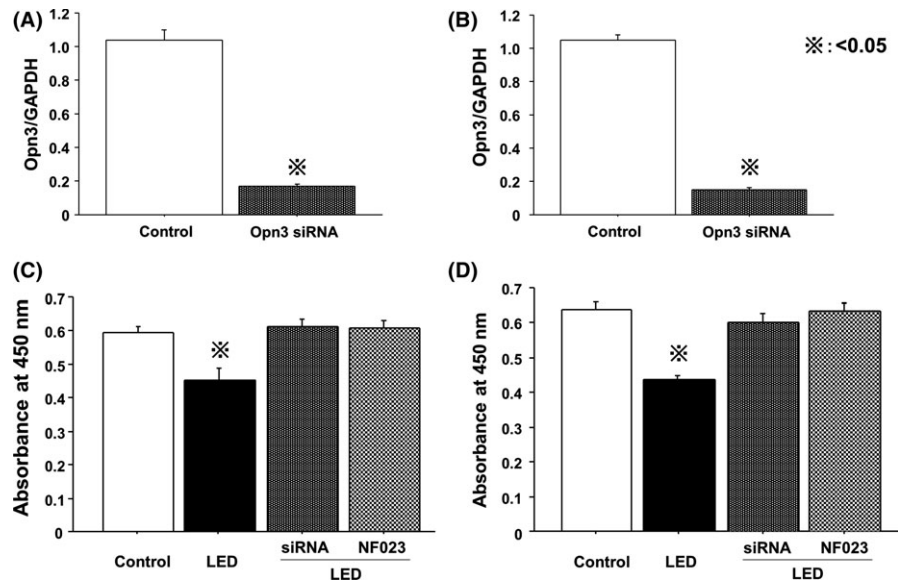 (A)
Opn3/GAPDH
1.2
1.0
0.8
0.6
0.4
0.2
0
※
Control
Opn3 siRNA
(B)
※: <0.05
Opn3/GAPDH
1.2
1.0
0.8
0.6
0.4
0.2
0
※
Control
Opn3 siRNA
(C)
Absorbance at 450 nm
0.7
0.6
0.5
0.4
0.3
0.2
0.1
0
※
Control
LED
siRNA
NF023
LED
(D)
Absorbance at 450 nm
0.7
0.6
0.5
0.4
0.3
0.2
0.1
0
※
Control
LED
siRNA
NF023
LED